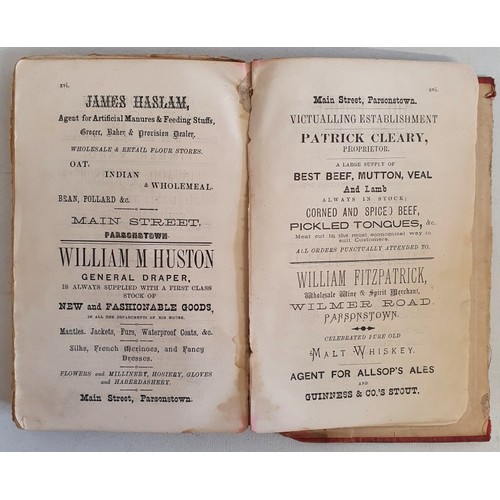 xvi.
JAMES HASLAM,
Agent for Artificial Manures & Feeding Stuffs,
Grocer, Baker & Provision Dealer,
WHOLESALE & RETAIL FLOUR STORES.
OAT,
INDIAN
& WHOLEMEAL.
BRAN, POLLARD &c.
MAIN STREET,
PARSONSTOWN.
WILLIAM M HUSTON
GENERAL DRAPER,
IS ALWAYS SUPPLIED WITH A FIRST CLASS
STOCK OF
NEW and FASHIONABLE GOODS,
IN ALL THE DEPARTMENTS OF HIS HOUSE.
Mantles, Jackets, Furs, Waterproof Coats, &c.
Silks, French Merinoes, and Fancy
Dresses.
FLOWERS and MILLINERY, HOSIERY, GLOVES
and HABERDASHERY.
Main Street, Parsonstown.
xvi.
Main Street, Parsonstown.
VICTUALLING ESTABLISHMENT
PATRICK CLEARY,
PROPRIETOR.
A LARGE SUPPLY OF
BEST BEEF, MUTTON, VEAL
And Lamb
ALWAYS IN STOCK;
CORNED AND SPICED BEEF,
PICKLED TONGUES, &c.
Meat cut in the most economical way to
suit Customers.
ALL ORDERS PUNCTUALLY ATTENDED TO.
WILLIAM FITZPATRICK,
Wholesale Wine & Spirit Merchant,
WILMER ROAD,
PARSONSTOWN.
CELEBRATED PURE OLD
MALT WHISKEY.
AGENT FOR ALLSOP'S ALES
AND
GUINNESS & CO.'S STOUT.